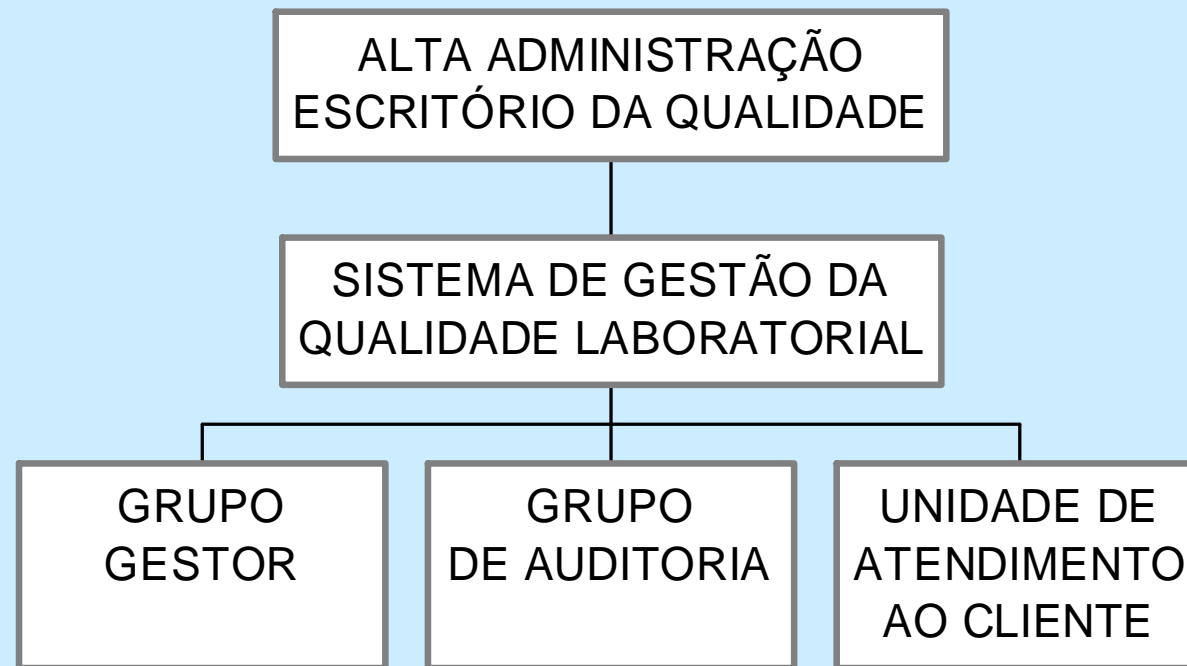 ALTA ADMINISTRAÇÃO
ESCRITÓRIO DA QUALIDADE
SISTEMA DE GESTÃO DA
QUALIDADE LABORATORIAL
GRUPO
GESTOR
GRUPO
DE AUDITORIA
UNIDADE DE
ATENDIMENTO
AO CLIENTE